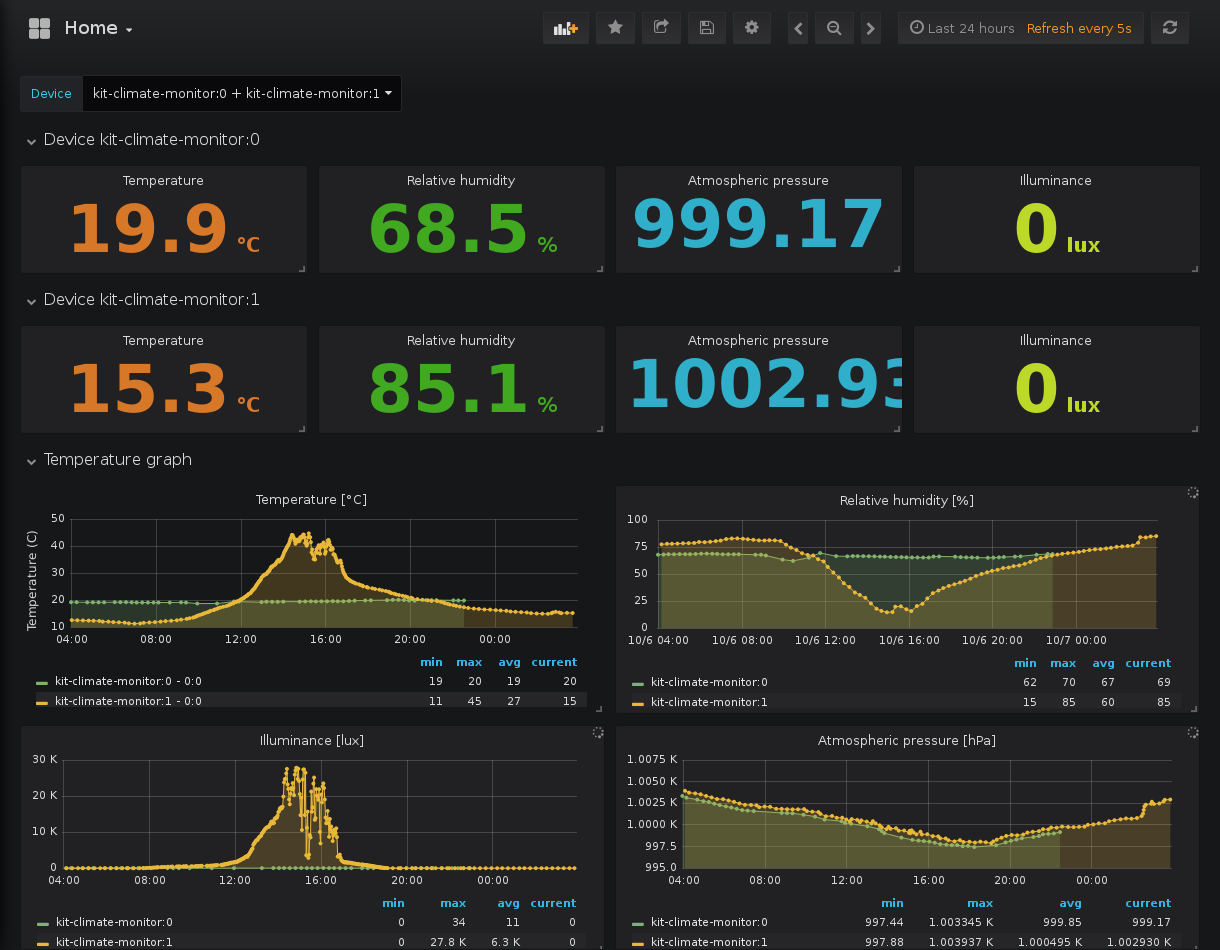 Home
Last 24 hours Refresh every 5s
Device kit-climate-monitor:0 + kit-climate-monitor:1
Device kit-climate-monitor:0
Temperature Relative humidity Atmospheric pressure Illuminance
19.9 °C 68.5 % 999.17 0 lux
Device kit-climate-monitor:1
Temperature Relative humidity Atmospheric pressure Illuminance
15.3 °C 85.1 % 1002.93 0 lux
Temperature graph
Temperature [°C]
Temperature (C)
50
40
30
20
10
04:00 08:00 12:00 16:00 20:00 00:00
min max avg current
kit-climate-monitor:0 - 0:0 19 20 19 20
kit-climate-monitor:1 - 0:0 11 45 27 15
Relative humidity [%]
100
75
50
25
0
10/6 04:00 10/6 08:00 10/6 12:00 10/6 16:00 10/6 20:00 10/7 00:00
min max avg current
kit-climate-monitor:0 62 70 67 69
kit-climate-monitor:1 15 85 60 85
Illuminance [lux]
30 K
20 K
10 K
0
04:00 08:00 12:00 16:00 20:00 00:00
min max avg current
kit-climate-monitor:0 0 34 11 0
kit-climate-monitor:1 0 27.8 K 6.3 K 0
Atmospheric pressure [hPa]
1.0075 K
1.0050 K
1.0025 K
1.0000 K
997.5
995.0
04:00 08:00 12:00 16:00 20:00 00:00
min max avg current
kit-climate-monitor:0 997.44 1.003345 K 999.85 999.17
kit-climate-monitor:1 997.88 1.003937 K 1.000495 K 1.002930 K